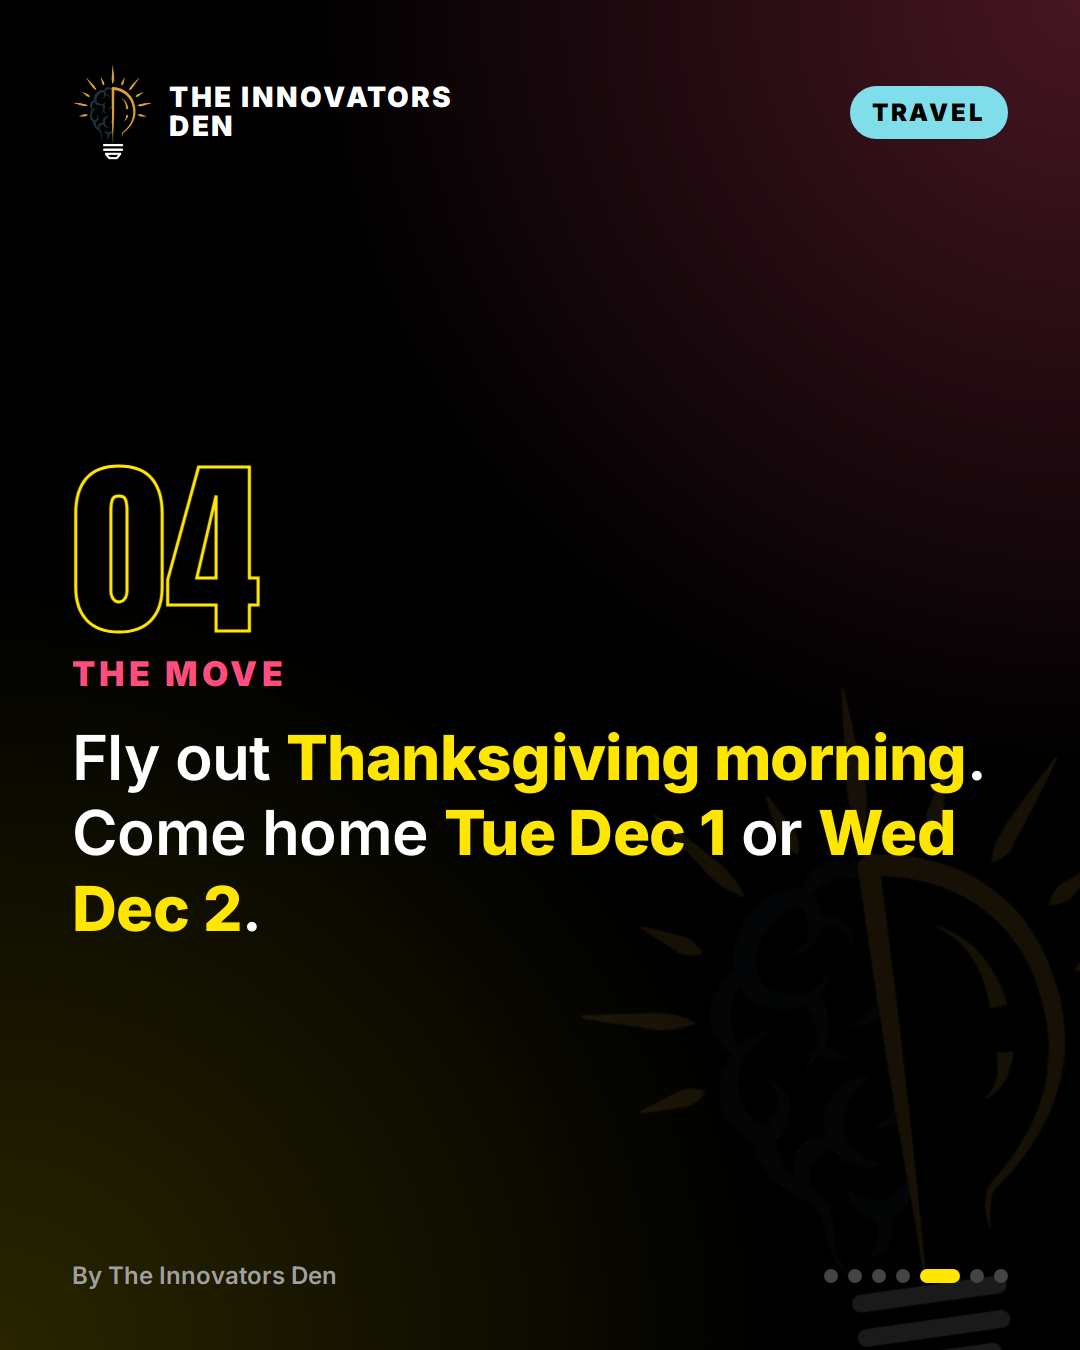 THE INNOVATORS
DEN
TRAVEL
04
THE MOVE
Fly out Thanksgiving morning.
Come home Tue Dec 1 or Wed
Dec 2.
By The Innovators Den